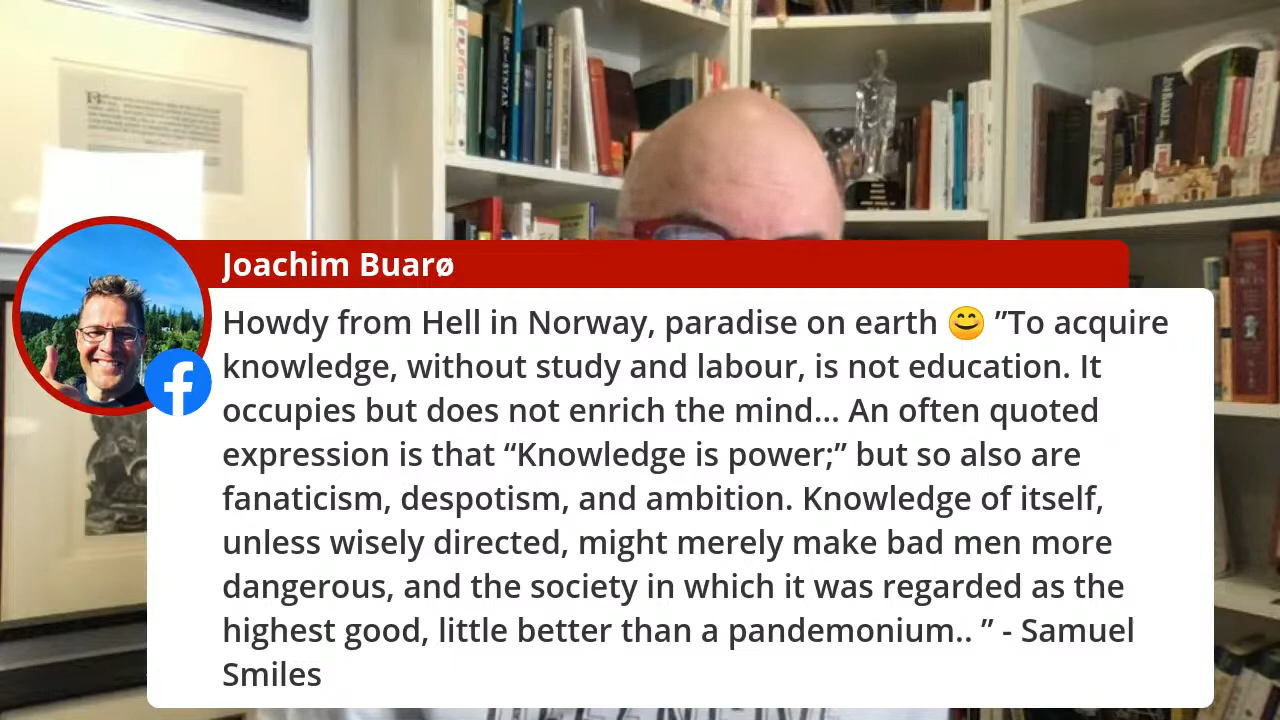 Joachim Buarø
Howdy from Hell in Norway, paradise on earth 😊 ”To acquire
knowledge, without study and labour, is not education. It
occupies but does not enrich the mind... An often quoted
expression is that “Knowledge is power;” but so also are
fanaticism, despotism, and ambition. Knowledge of itself,
unless wisely directed, might merely make bad men more
dangerous, and the society in which it was regarded as the
highest good, little better than a pandemonium.. ” - Samuel
Smiles